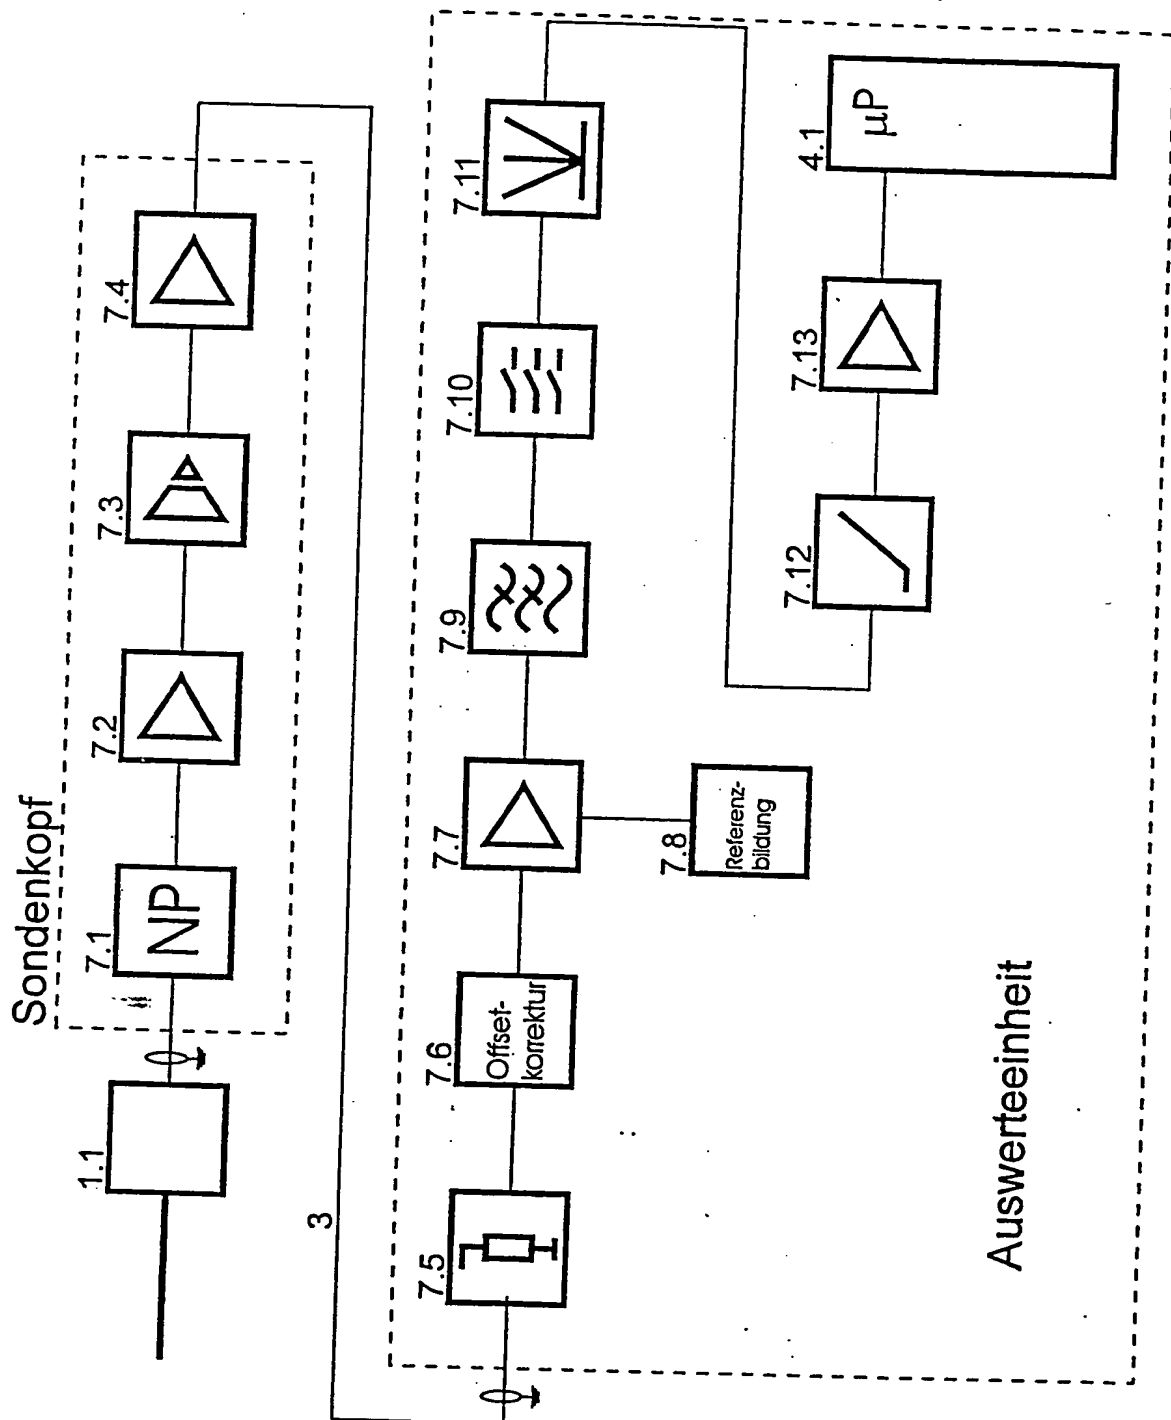 Sondenkopf
1.1
7.1
NP
7.2
7.3
7.4
3
7.5
7.6
Offset-
korrektur
7.7
7.8
Referenz-
bildung
7.9
7.10
7.11
7.12
7.13
4.1
µP
Auswerteeinheit